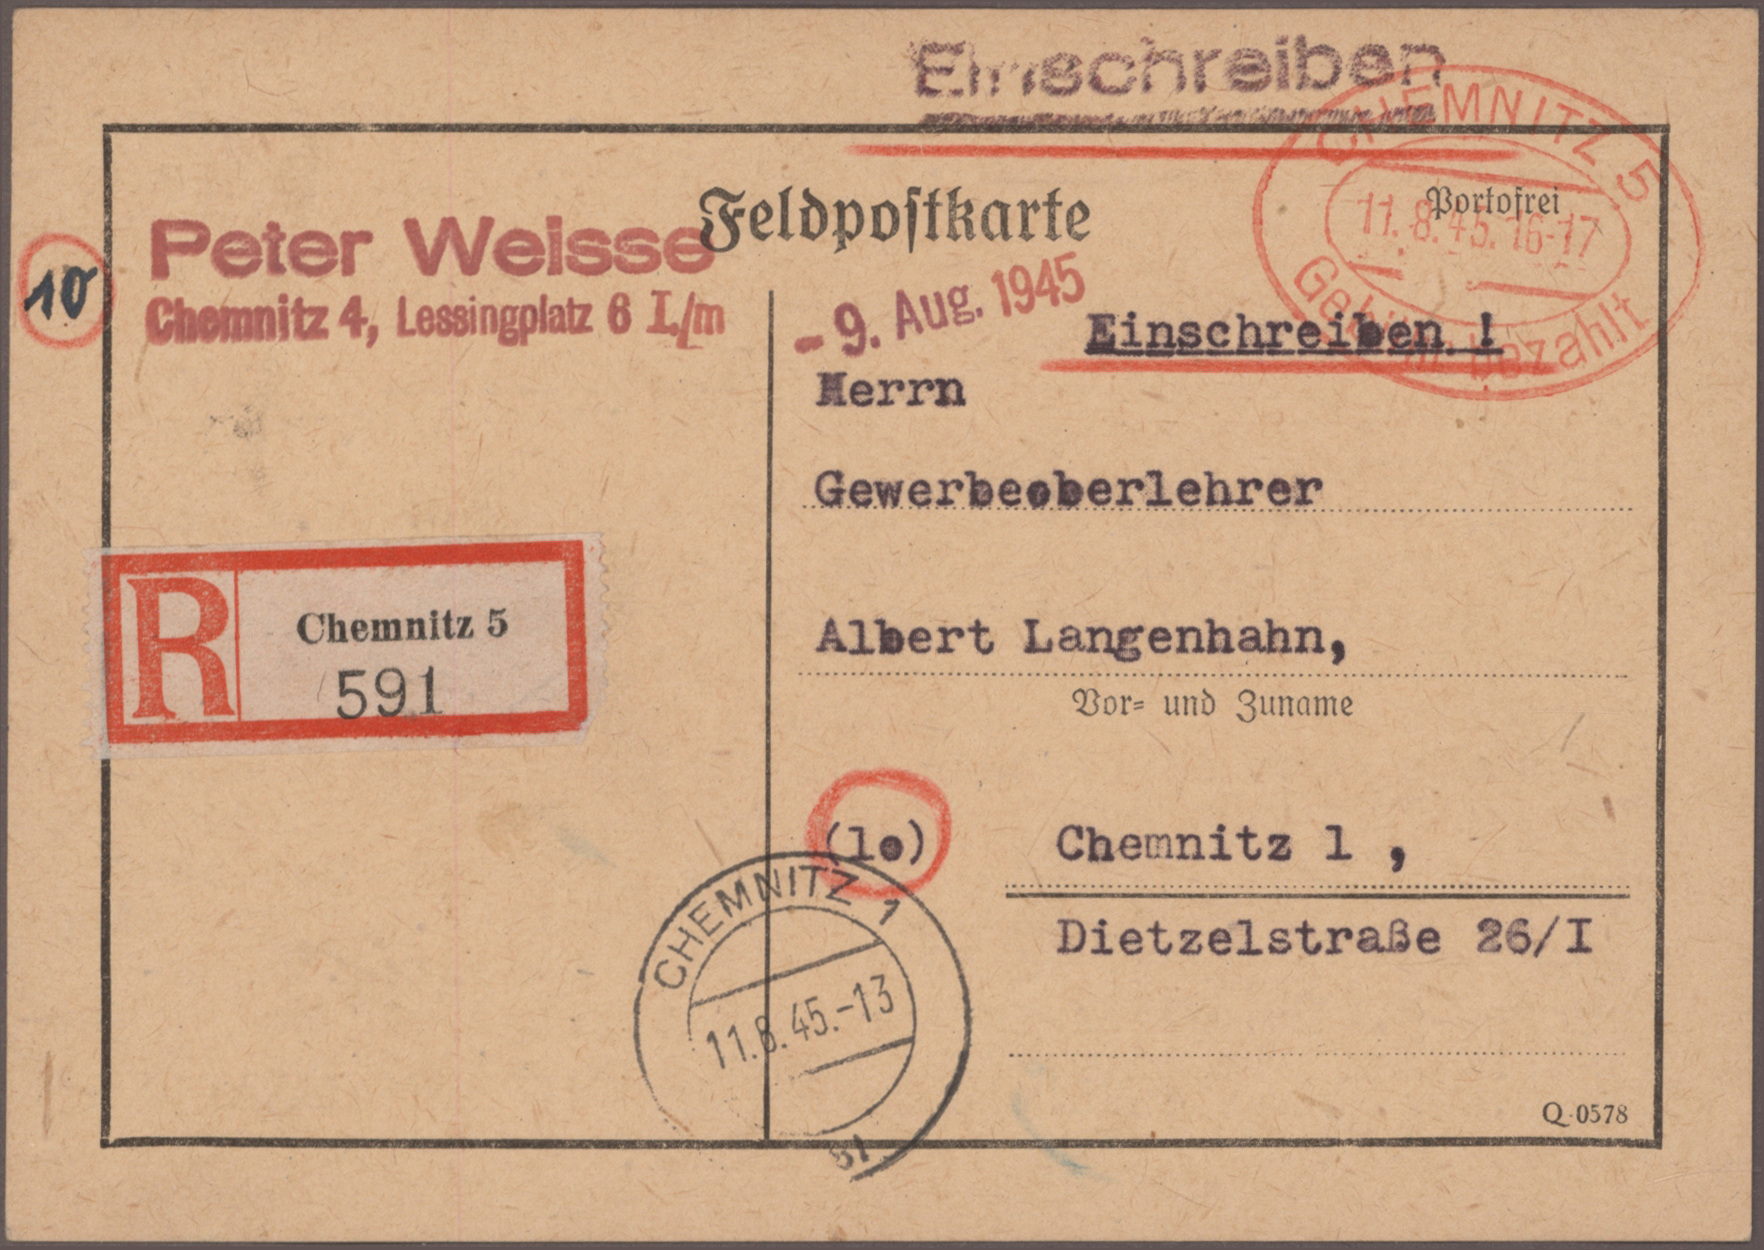 Einschreiben
CHEMNITZ 5
11.8.45.16-17
Gebühr bezahlt
Feldpostkarte
Portofrei
Peter Weisse
Chemnitz 4, Lessingplatz 6 I./m
10
- 9. Aug. 1945
Einschreiben !
Herrn
Gewerbeoberlehrer
R
Chemnitz 5
591
Albert Langenhahn,
Vor- und Zuname
(1o)
Chemnitz 1 ,
Dietzelstraße 26/I
CHEMNITZ 1
11.8.45.-13
Q 0578